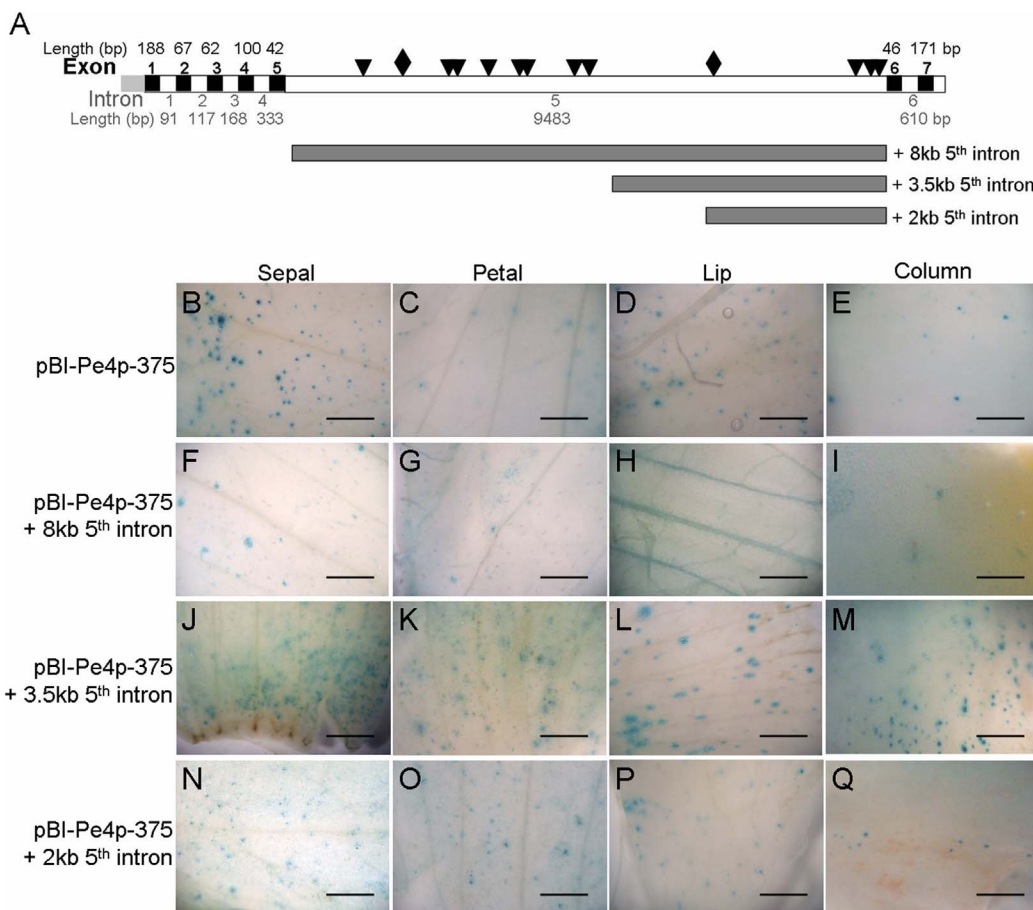 A
Length (bp) 188 67 62 100 42 46 171 bp
Exon 1 2 3 4 5 6 7
Intron 1 2 3 4 5 6
Length (bp) 91 117 168 333 9483 610 bp
+ 8kb 5th intron
+ 3.5kb 5th intron
+ 2kb 5th intron
Sepal Petal Lip Column
B C D E
pBI-Pe4p-375
F G H I
pBI-Pe4p-375
+ 8kb 5th intron
J K L M
pBI-Pe4p-375
+ 3.5kb 5th intron
N O P Q
pBI-Pe4p-375
+ 2kb 5th intron